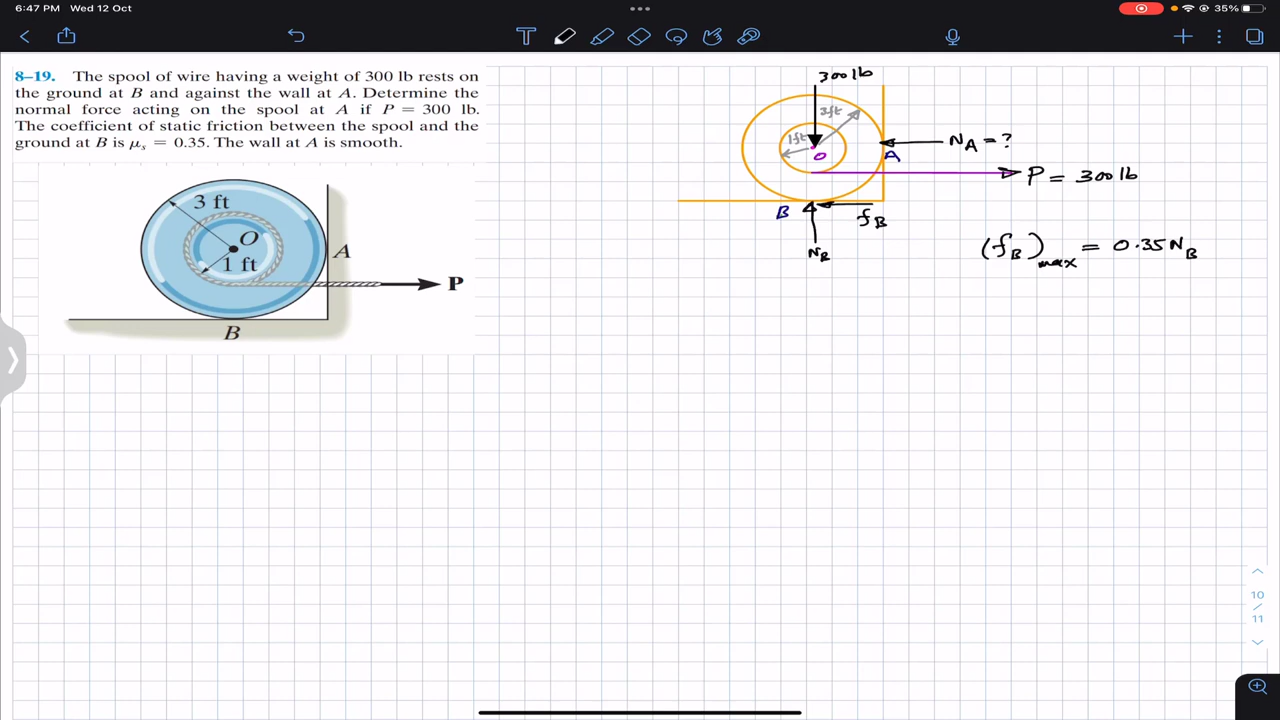 6:47 PM Wed 12 Oct
35%
8–19. The spool of wire having a weight of 300 lb rests on
the ground at B and against the wall at A. Determine the
normal force acting on the spool at A if P = 300 lb.
The coefficient of static friction between the spool and the
ground at B is μs = 0.35. The wall at A is smooth.
3 ft
O
1 ft
A
P
B
300 lb
3ft
1ft
O
NA = ?
A
P = 300 lb
B
fB
NB
(fB)max = 0.35 NB
10
/
11